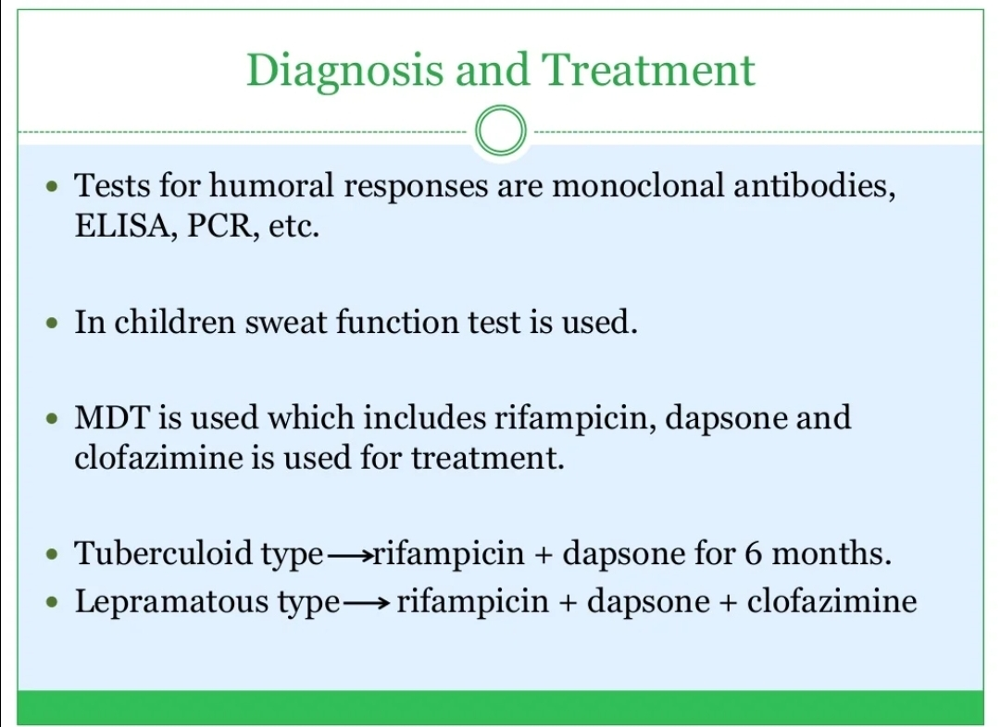 Diagnosis and Treatment
• Tests for humoral responses are monoclonal antibodies,
ELISA, PCR, etc.
• In children sweat function test is used.
• MDT is used which includes rifampicin, dapsone and
clofazimine is used for treatment.
• Tuberculoid type⟶rifampicin + dapsone for 6 months.
• Lepramatous type⟶ rifampicin + dapsone + clofazimine